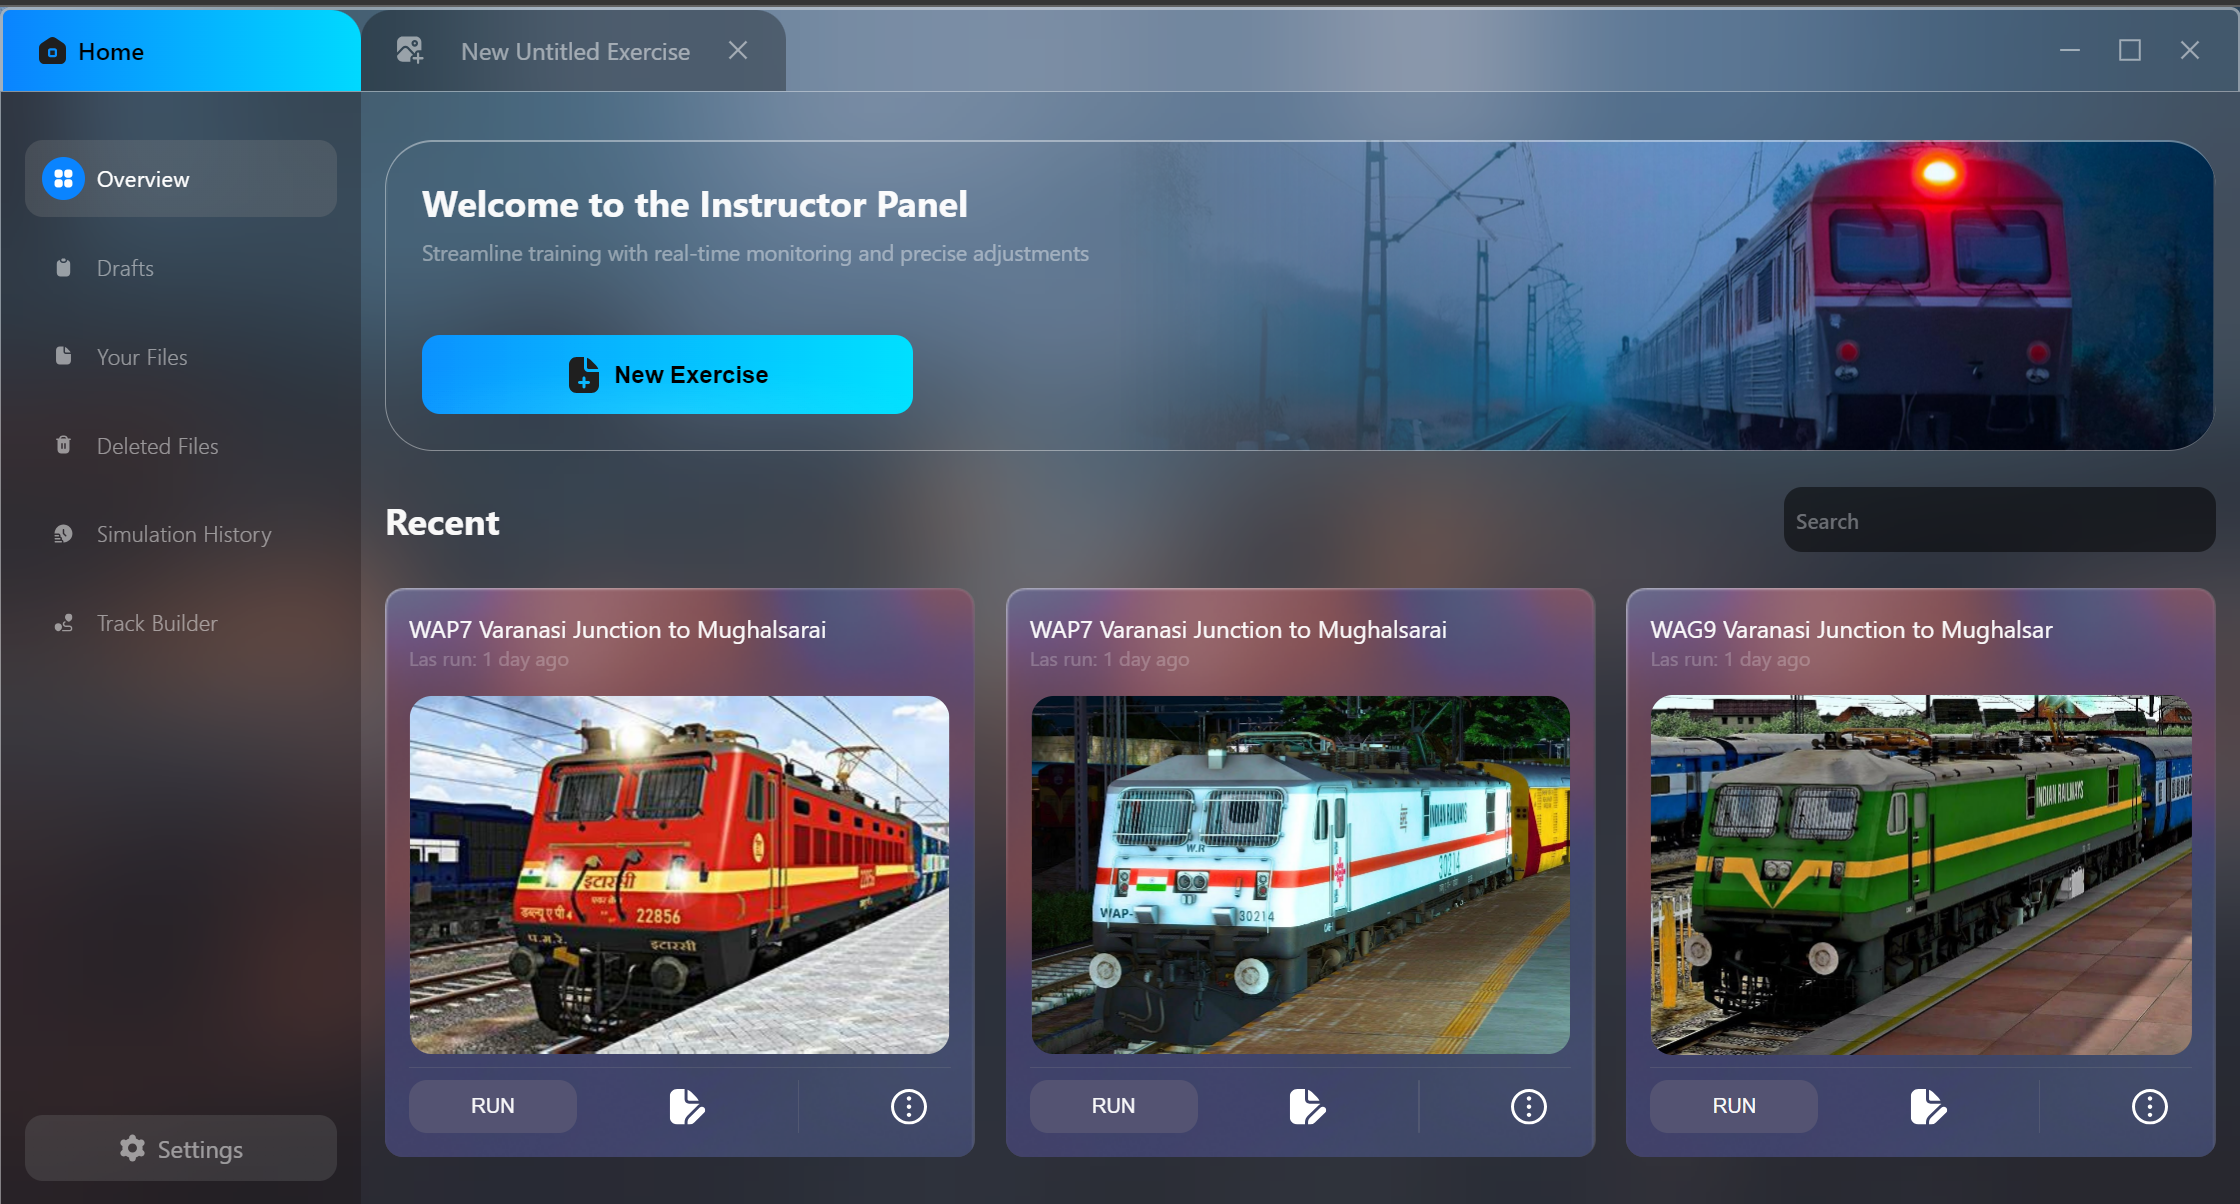 Home
New Untitled Exercise
Overview
Drafts
Your Files
Deleted Files
Simulation History
Track Builder
Settings
Welcome to the Instructor Panel
Streamline training with real-time monitoring and precise adjustments
New Exercise
Recent
Search
WAP7 Varanasi Junction to Mughalsarai
Las run: 1 day ago
इटारसी
डब्ल्यू ए पी 4
22856
प.म.रे.
इटारसी
RUN
WAP7 Varanasi Junction to Mughalsarai
Las run: 1 day ago
INDIAN RAILWAYS
W.R
30214
WAP-
30214
RUN
WAG9 Varanasi Junction to Mughalsar
Las run: 1 day ago
INDIAN RAILWAYS
RUN